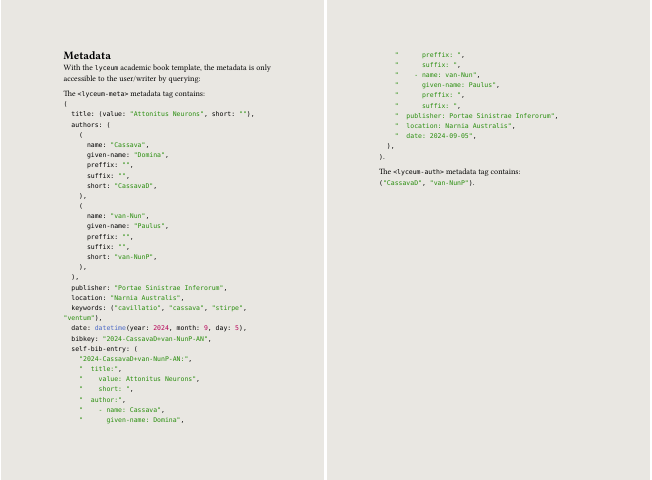 Metadata
With the lyceum academic book template, the metadata is only
accessible to the user/writer by querying:
The <lyceum-meta> metadata tag contains:
(
title: (value: "Attonitus Neurons", short: ""),
authors: (
(
name: "Cassava",
given-name: "Domina",
preffix: "",
suffix: "",
short: "CassavaD",
),
(
name: "van-Nun",
given-name: "Paulus",
preffix: "",
suffix: "",
short: "van-NunP",
),
),
publisher: "Portae Sinistrae Inferorum",
location: "Narnia Australis",
keywords: ("cavillatio", "cassava", "stirpe",
"ventum"),
date: datetime(year: 2024, month: 9, day: 5),
bibkey: "2024-CassavaD+van-NunP-AN",
self-bib-entry: (
"2024-CassavaD+van-NunP-AN:",
"  title:",
"    value: Attonitus Neurons",
"    short: ",
"  author:",
"    - name: Cassava",
"      given-name: Domina",
"      preffix: ",
"      suffix: ",
"    - name: van-Nun",
"      given-name: Paulus",
"      preffix: ",
"      suffix: ",
"  publisher: Portae Sinistrae Inferorum",
"  location: Narnia Australis",
"  date: 2024-09-05",
),
).
The <lyceum-auth> metadata tag contains:
("CassavaD", "van-NunP").